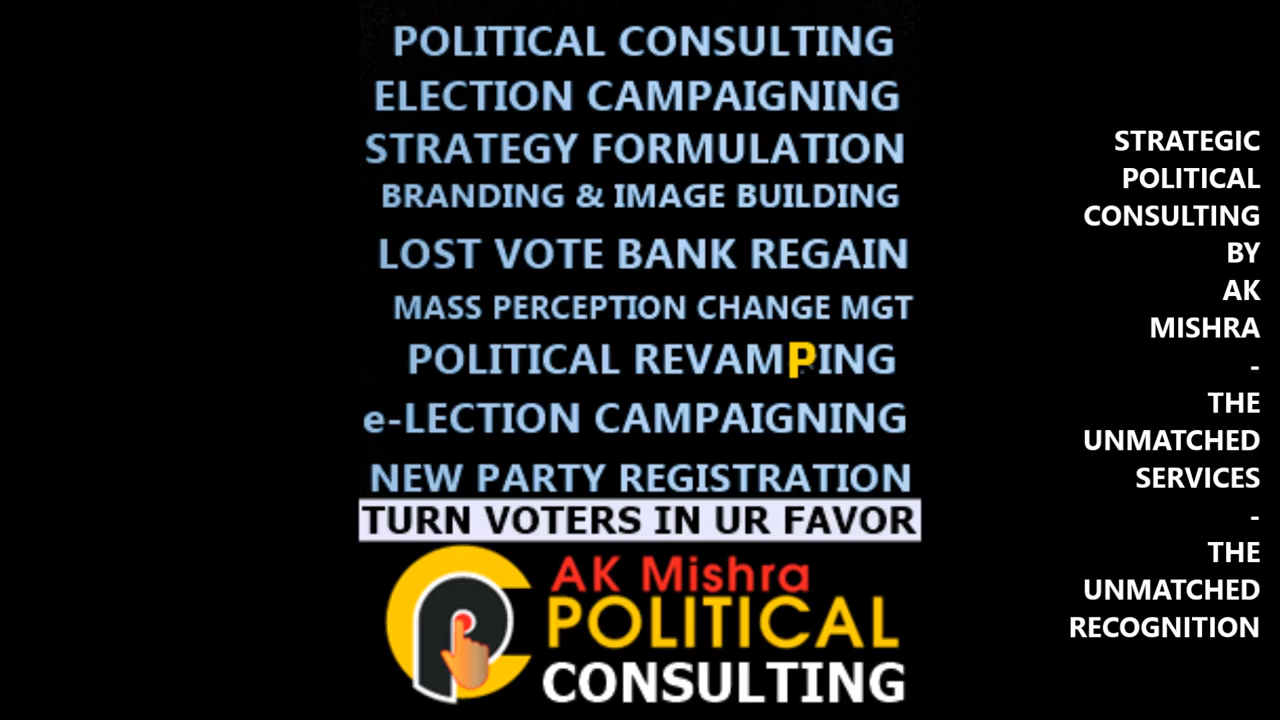 POLITICAL CONSULTING
ELECTION CAMPAIGNING
STRATEGY FORMULATION
BRANDING & IMAGE BUILDING
LOST VOTE BANK REGAIN
MASS PERCEPTION CHANGE MGT
POLITICAL REVAMPING
e-LECTION CAMPAIGNING
NEW PARTY REGISTRATION
TURN VOTERS IN UR FAVOR
AK Mishra
POLITICAL
CONSULTING
STRATEGIC
POLITICAL
CONSULTING
BY
AK
MISHRA
-
THE
UNMATCHED
SERVICES
-
THE
UNMATCHED
RECOGNITION